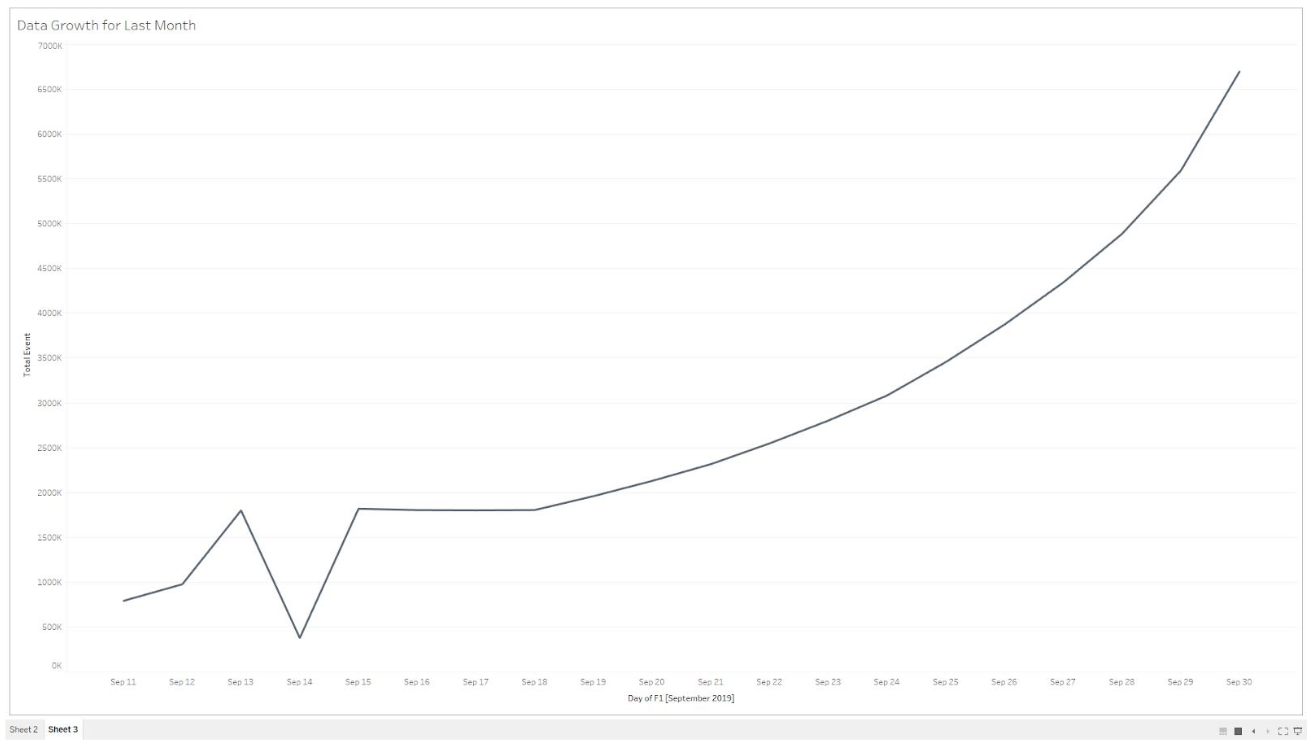 Data Growth for Last Month
7000K
6500K
6000K
5500K
5000K
4500K
4000K
3500K
3000K
2500K
2000K
1500K
1000K
500K
0K
Total Event
Sep 11 Sep 12 Sep 13 Sep 14 Sep 15 Sep 16 Sep 17 Sep 18 Sep 19 Sep 20 Sep 21 Sep 22 Sep 23 Sep 24 Sep 25 Sep 26 Sep 27 Sep 28 Sep 29 Sep 30
Day of F1 [September 2019]
Sheet 2 Sheet 3